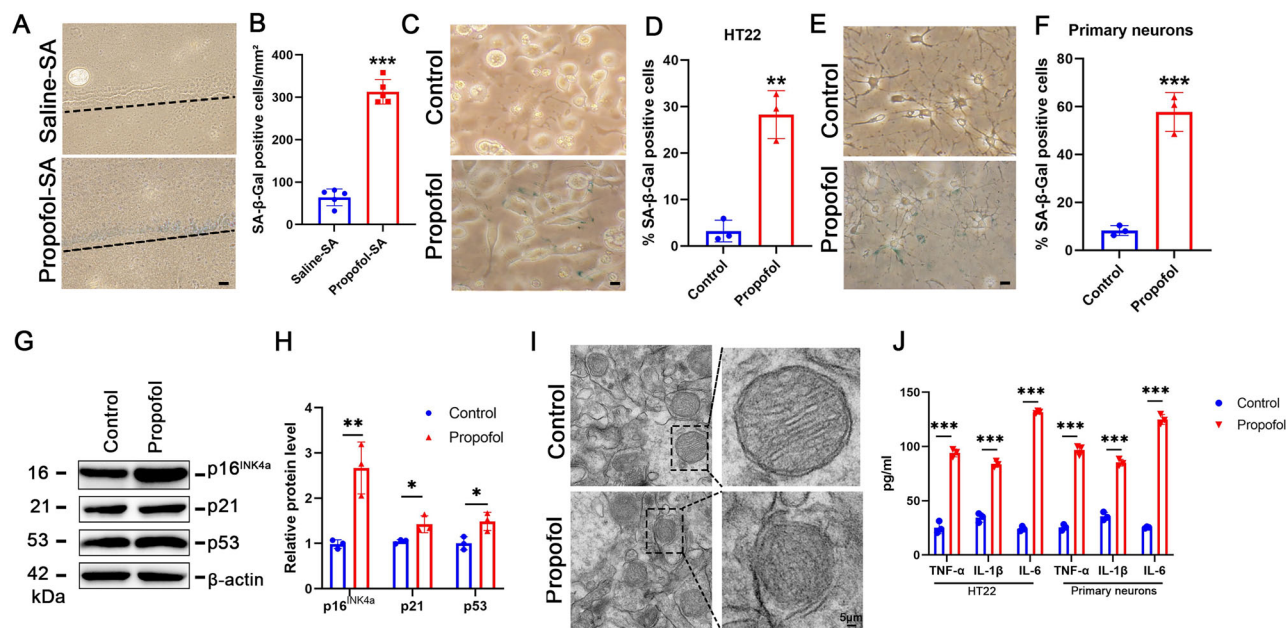 A
Saline-SA
Propofol-SA
B
SA-β-Gal positive cells/mm²
400
300
200
100
0
***
Saline-SA
Propofol-SA
C
Control
Propofol
D
HT22
% SA-β-Gal positive cells
40
30
20
10
0
**
Control
Propofol
E
Control
Propofol
F
Primary neurons
% SA-β-Gal positive cells
80
60
40
20
0
***
Control
Propofol
G
Control
Propofol
16
p16INK4a
21
p21
53
p53
42
β-actin
kDa
H
Relative protein level
4
3
2
1
0
Control
Propofol
**
*
*
p16INK4a
p21
p53
I
Control
Propofol
5μm
J
pg/ml
150
100
50
0
***
***
***
***
***
***
Control
Propofol
TNF-α IL-1β IL-6 TNF-α IL-1β IL-6
HT22 Primary neurons